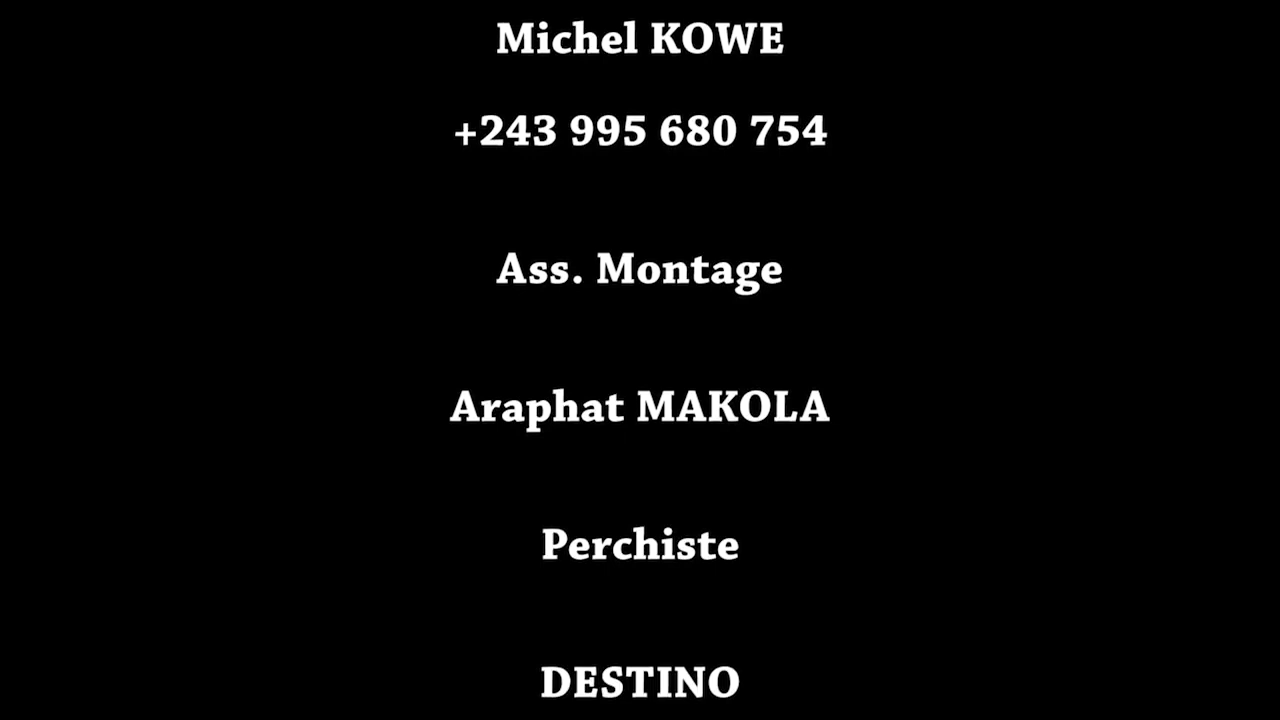 Michel KOWE
+243 995 680 754
Ass. Montage
Araphat MAKOLA
Perchiste
DESTINO